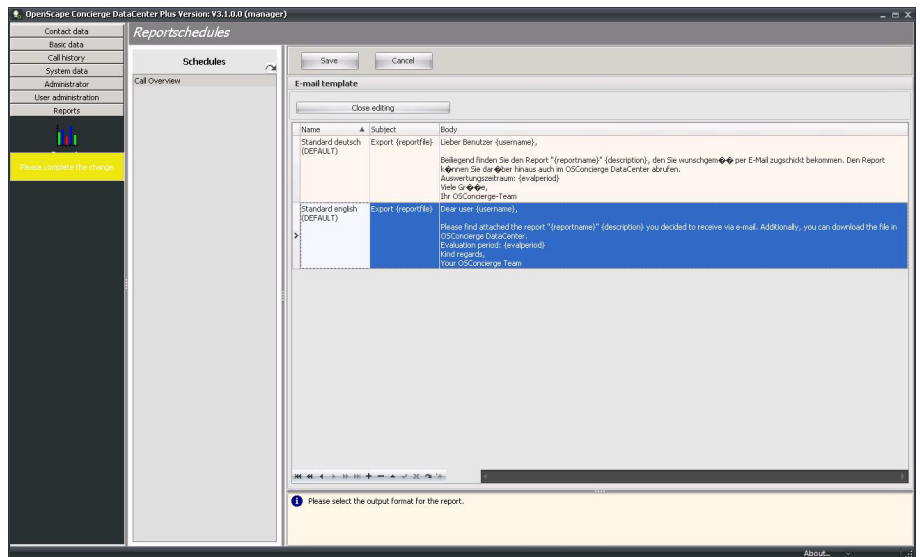 OpenScape Concierge DataCenter Plus Version: V3.1.0.0 (manager)
Contact data
Basic data
Call history
System data
Administrator
User administration
Reports
Please complete the change
Reportschedules
Schedules
Call Overview
Save
Cancel
E-mail template
Close editing
Name
Subject
Body
Standard deutsch
(DEFAULT)
Export {reportfile}
Lieber Benutzer {username},
Beiliegend finden Sie den Report "{reportname}" {description}, den Sie wunschgem�� per E-Mail zugschickt bekommen. Den Report
k�nnen Sie dar�ber hinaus auch im OSConcierge DataCenter abrufen.
Auswertungszeitraum: {evalperiod}
Viele Gr��e,
Ihr OSConcierge-Team
Standard english
(DEFAULT)
Export {reportfile}
Dear user {username},
Please find attached the report "{reportname}" {description} you decided to receive via e-mail. Additionally, you can download the file in
OSConcierge DataCenter.
Evaluation period: {evalperiod}
Kind regards,
Your OSConcierge Team
Please select the output format for the report.
About...